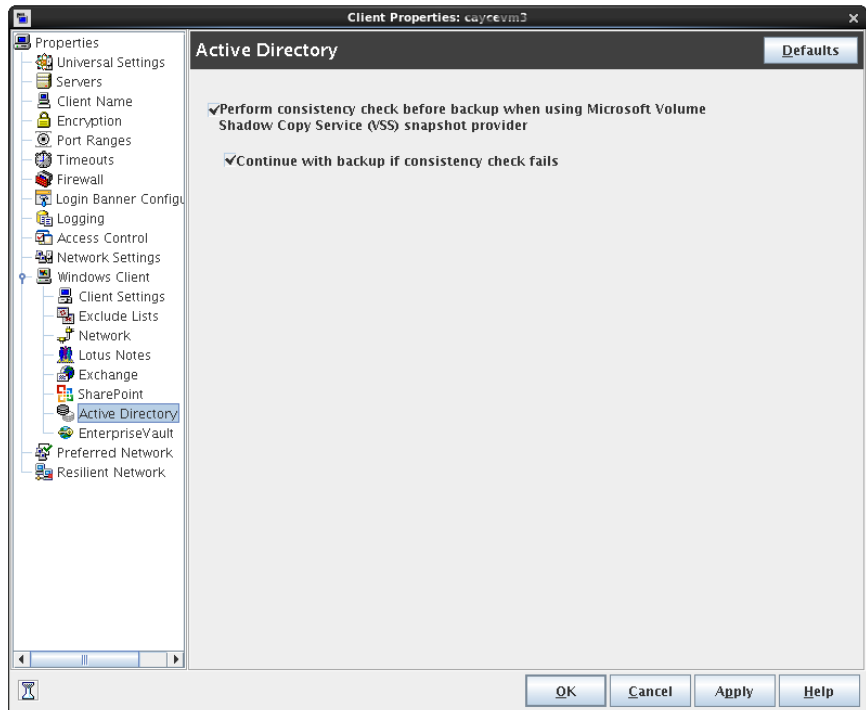 Client Properties: caycevm3
Properties
Universal Settings
Servers
Client Name
Encryption
Port Ranges
Timeouts
Firewall
Login Banner Configu
Logging
Access Control
Network Settings
Windows Client
Client Settings
Exclude Lists
Network
Lotus Notes
Exchange
SharePoint
Active Directory
EnterpriseVault
Preferred Network
Resilient Network
Active Directory
Defaults
Perform consistency check before backup when using Microsoft Volume
Shadow Copy Service (VSS) snapshot provider
Continue with backup if consistency check fails
OK
Cancel
Apply
Help